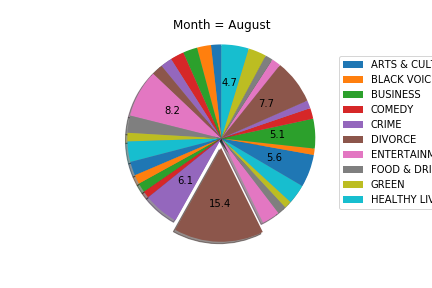 Month = August
4.7
7.7
8.2
5.1
5.6
6.1
15.4
ARTS & CULT
BLACK VOIC
BUSINESS
COMEDY
CRIME
DIVORCE
ENTERTAINM
FOOD & DRI
GREEN
HEALTHY LIV